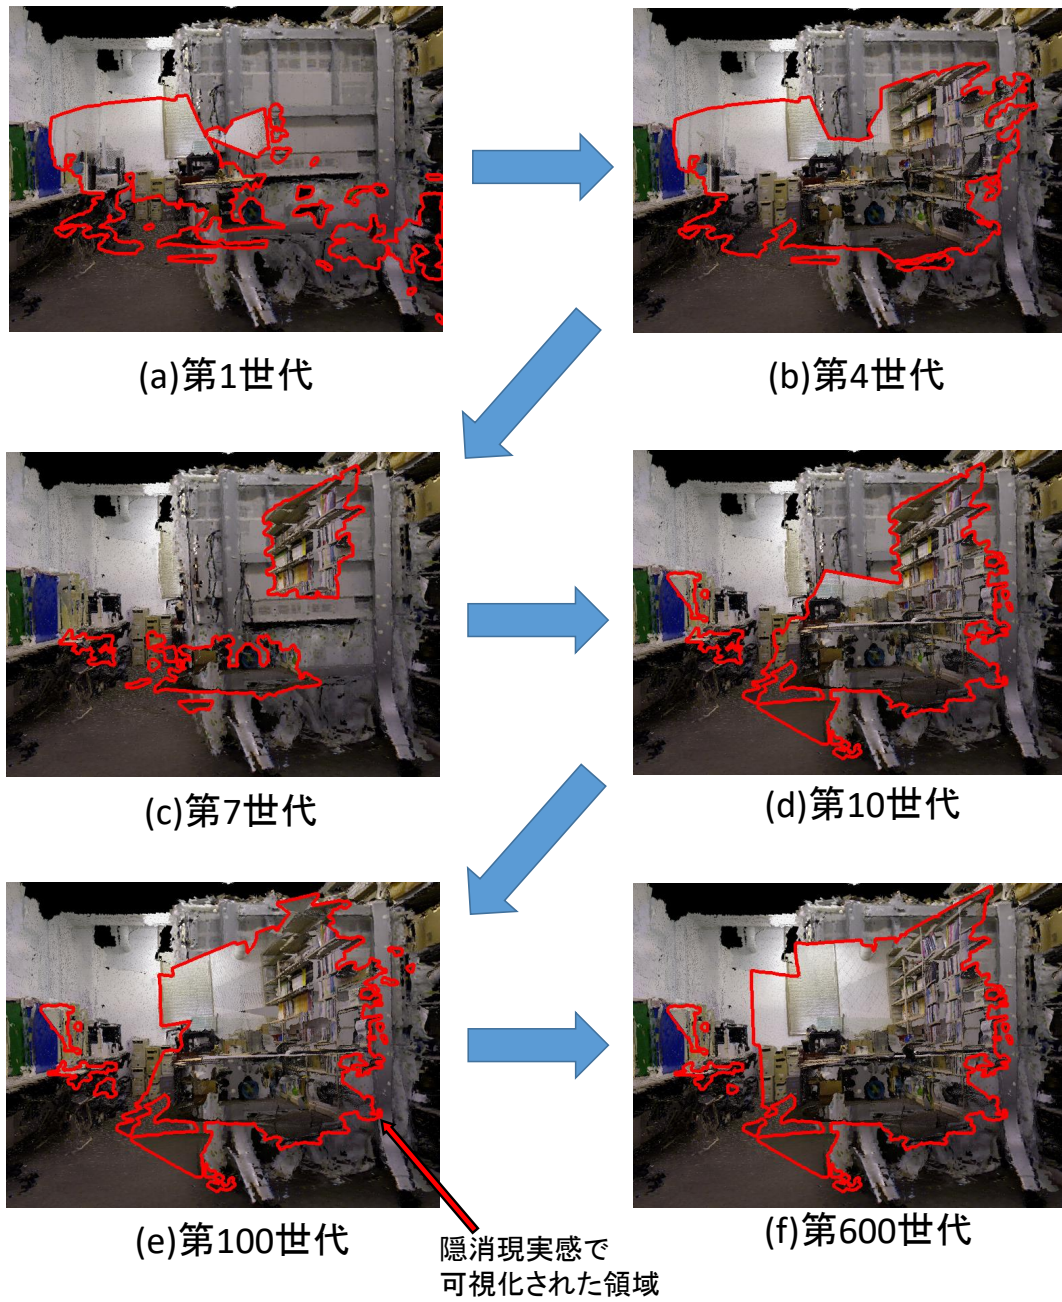 (a)第1世代
(b)第4世代
(c)第7世代
(d)第10世代
(e)第100世代
(f)第600世代
隠消現実感で
可視化された領域